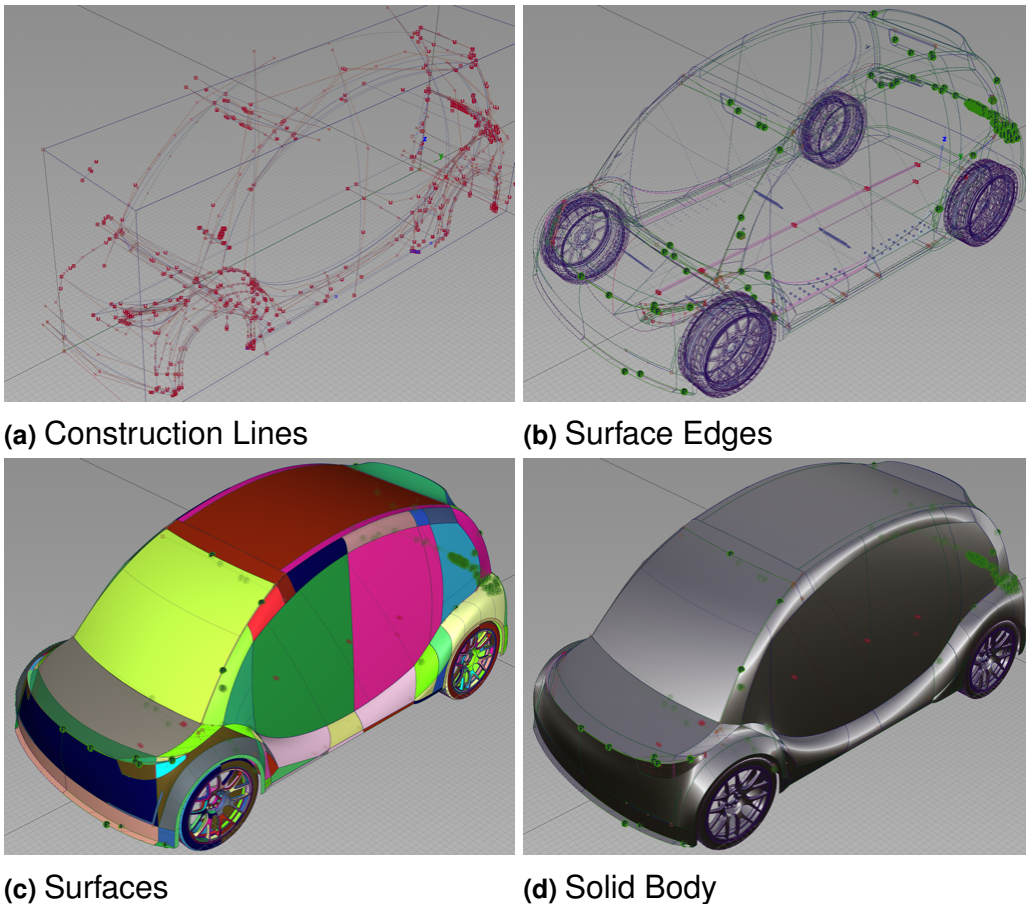 (a) Construction Lines
(b) Surface Edges
(c) Surfaces
(d) Solid Body